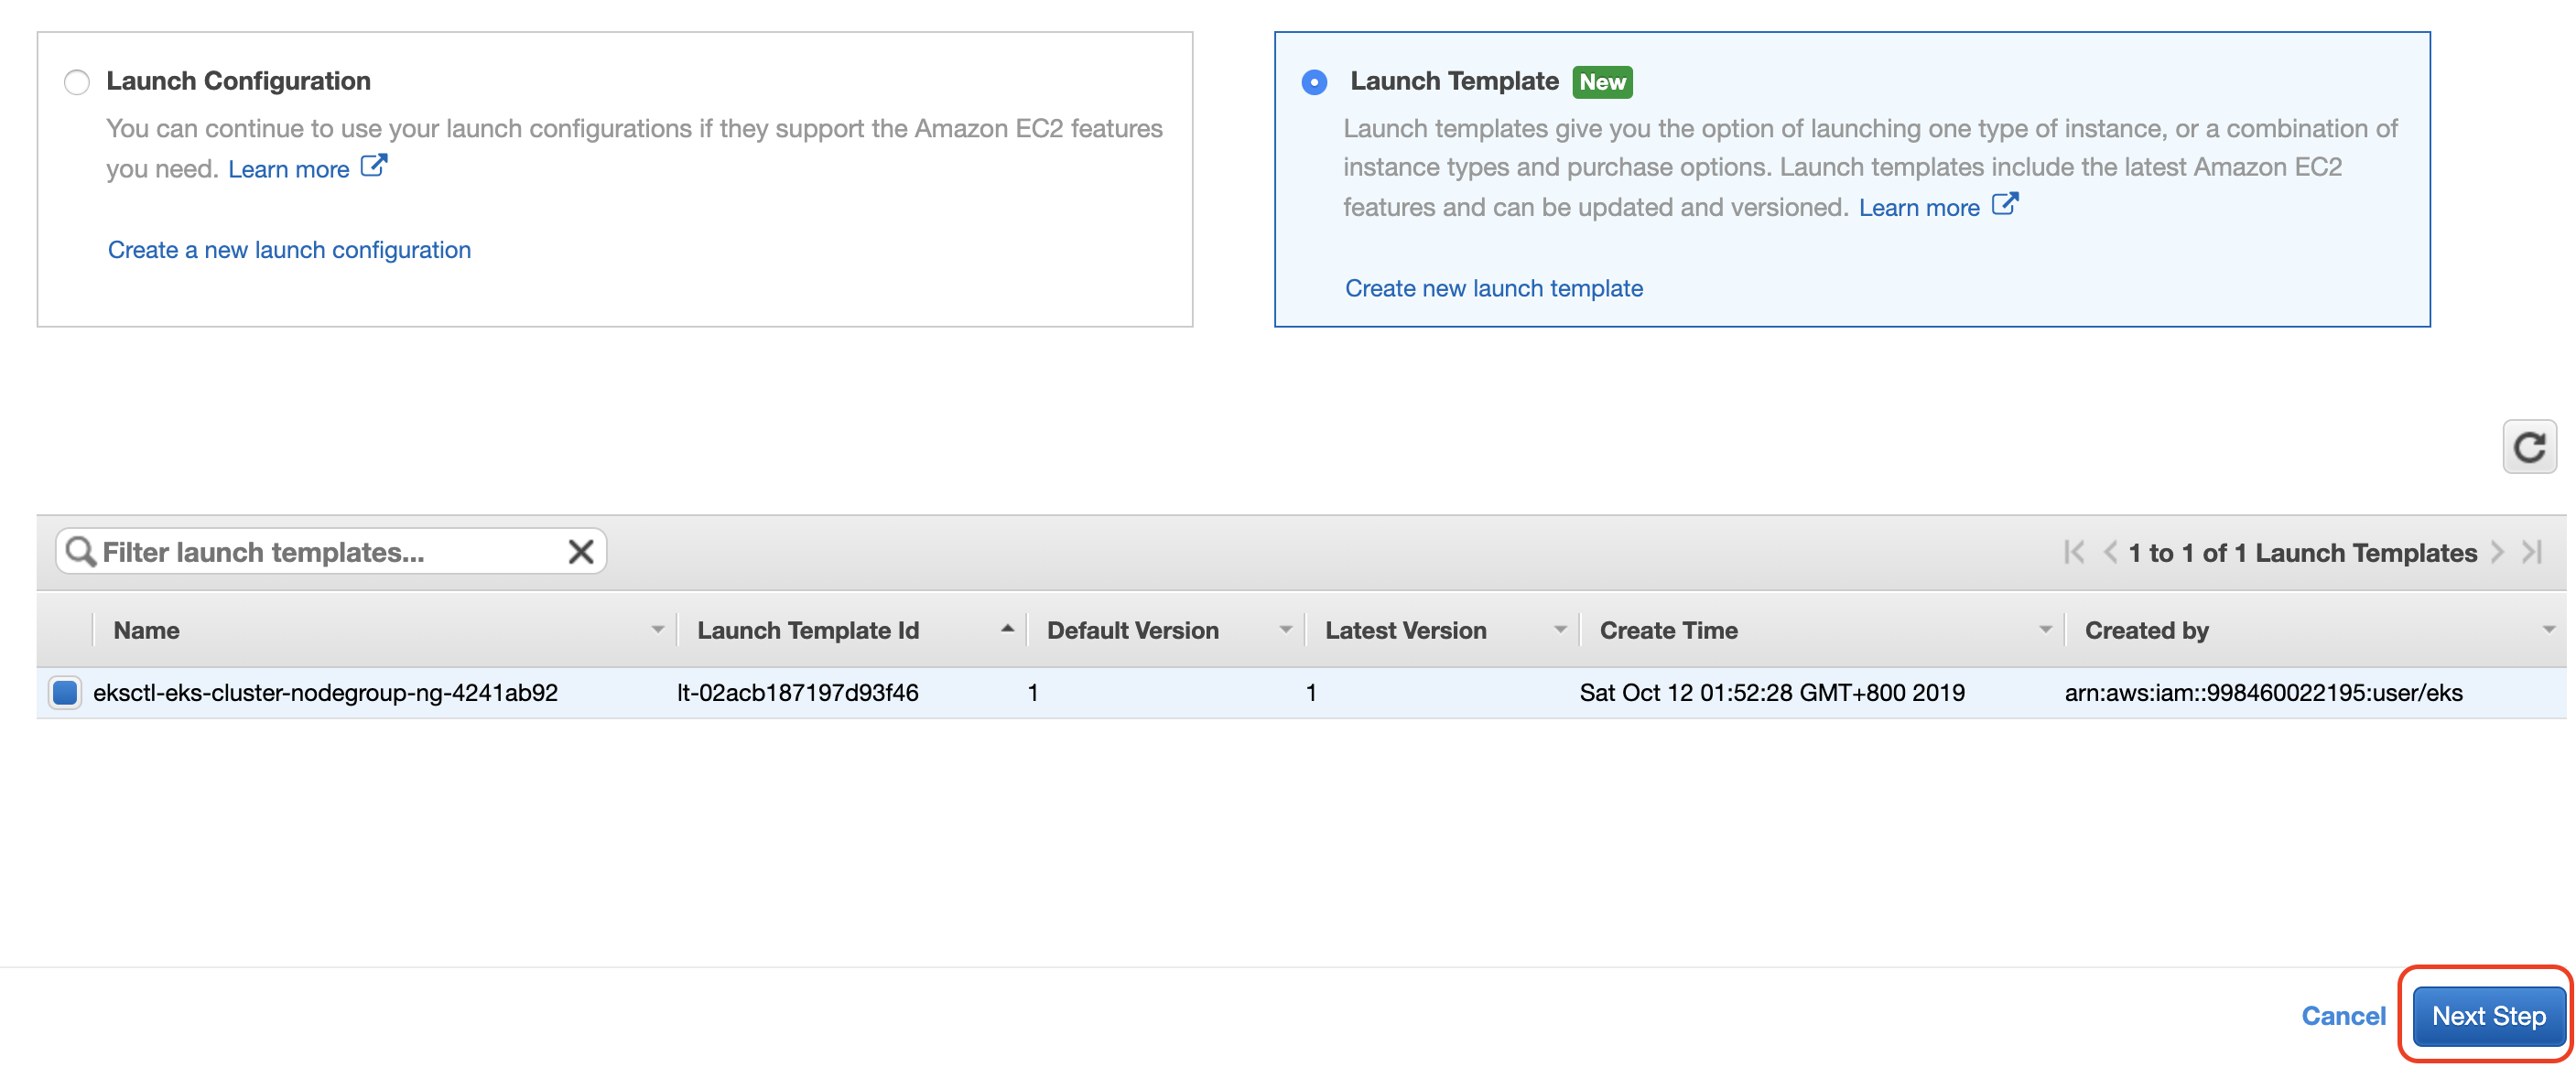 Launch Configuration
You can continue to use your launch configurations if they support the Amazon EC2 features
you need. Learn more
Create a new launch configuration
Launch Template New
Launch templates give you the option of launching one type of instance, or a combination of
instance types and purchase options. Launch templates include the latest Amazon EC2
features and can be updated and versioned. Learn more
Create new launch template
Filter launch templates...
1 to 1 of 1 Launch Templates
Name Launch Template Id Default Version Latest Version Create Time Created by
eksctl-eks-cluster-nodegroup-ng-4241ab92 lt-02acb187197d93f46 1 1 Sat Oct 12 01:52:28 GMT+800 2019 arn:aws:iam::998460022195:user/eks
Cancel Next Step